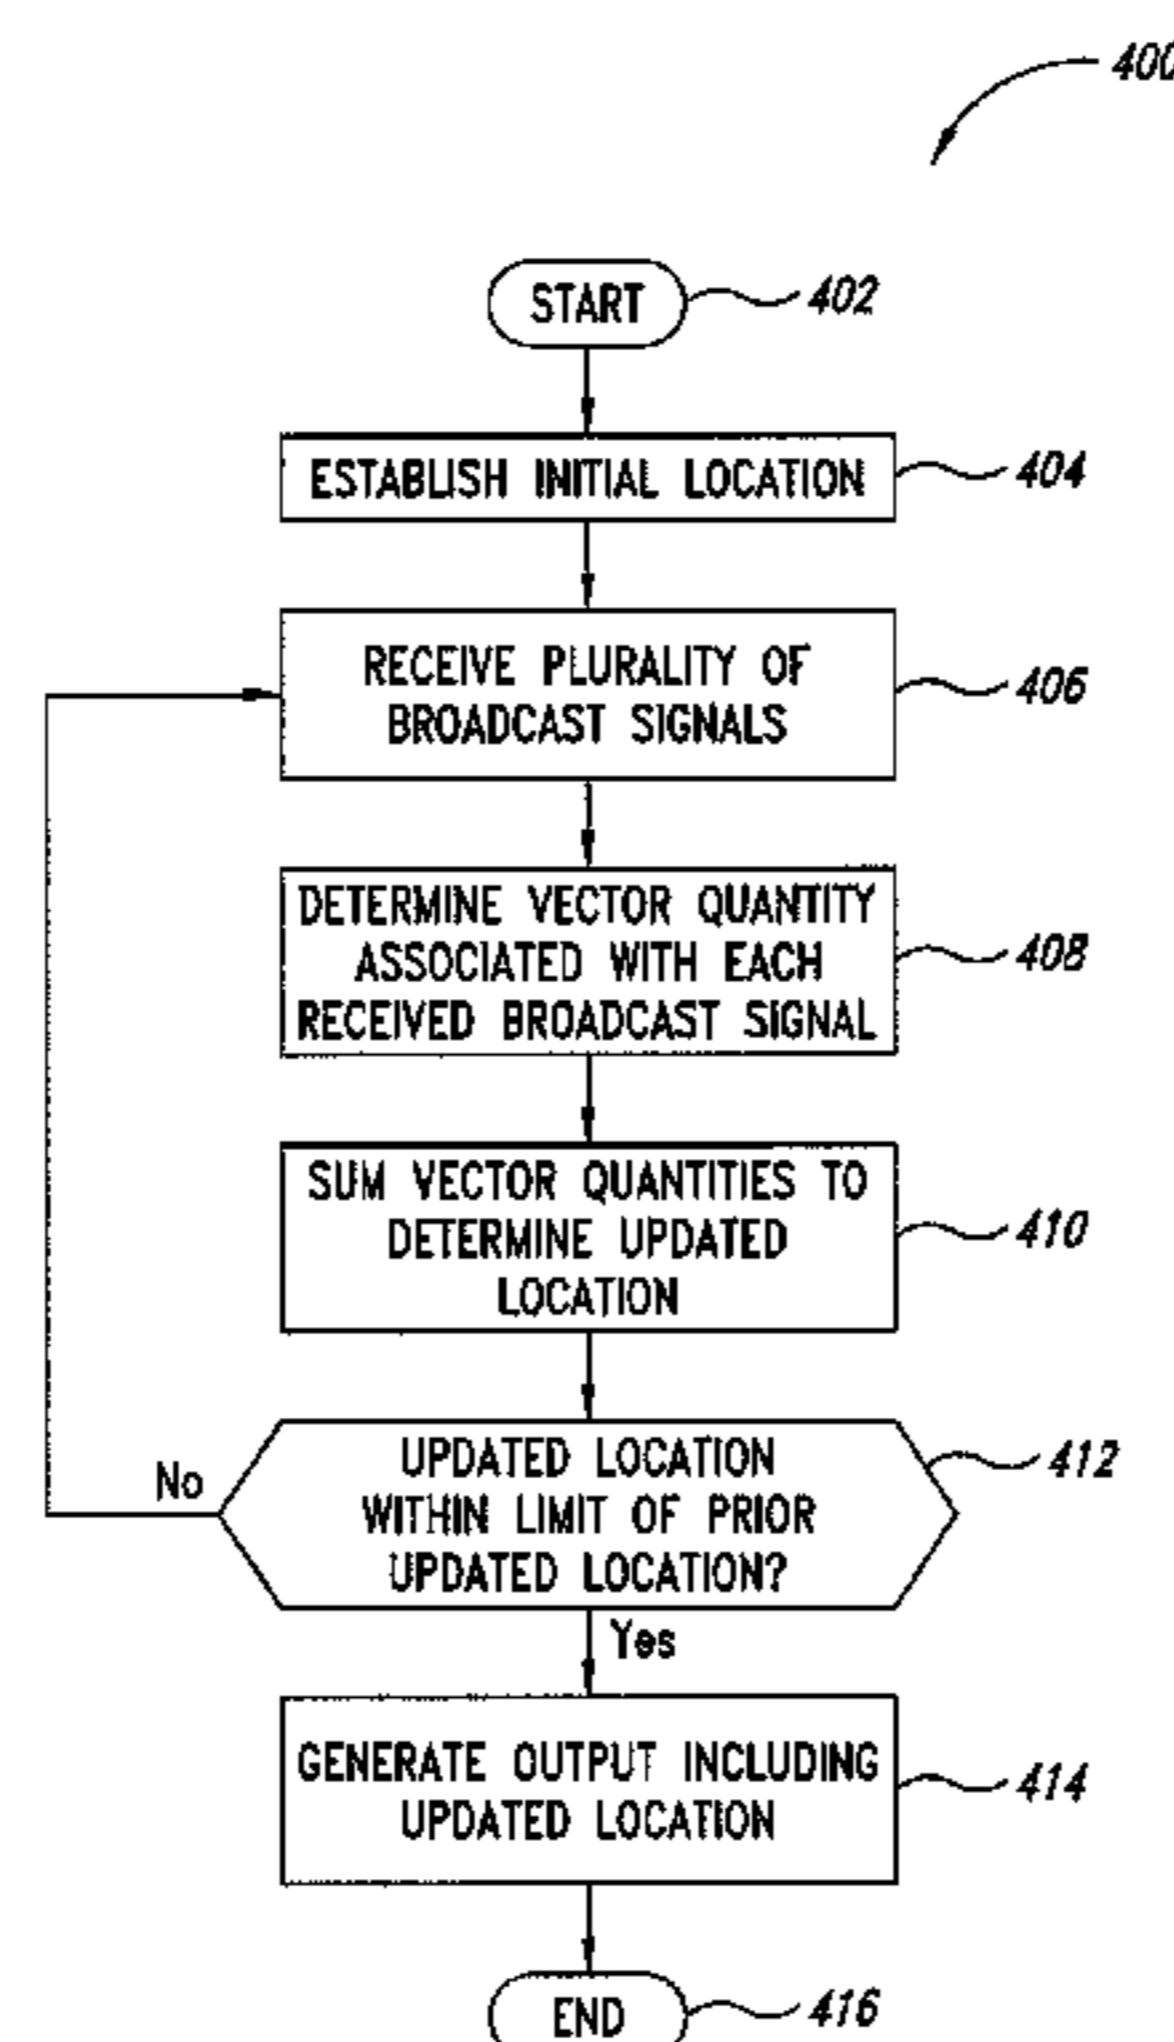 400
START
402
ESTABLISH INITIAL LOCATION
404
RECEIVE PLURALITY OF
BROADCAST SIGNALS
406
DETERMINE VECTOR QUANTITY
ASSOCIATED WITH EACH
RECEIVED BROADCAST SIGNAL
408
SUM VECTOR QUANTITIES TO
DETERMINE UPDATED
LOCATION
410
UPDATED LOCATION
WITHIN LIMIT OF PRIOR
UPDATED LOCATION?
412
No
Yes
GENERATE OUTPUT INCLUDING
UPDATED LOCATION
414
END
416